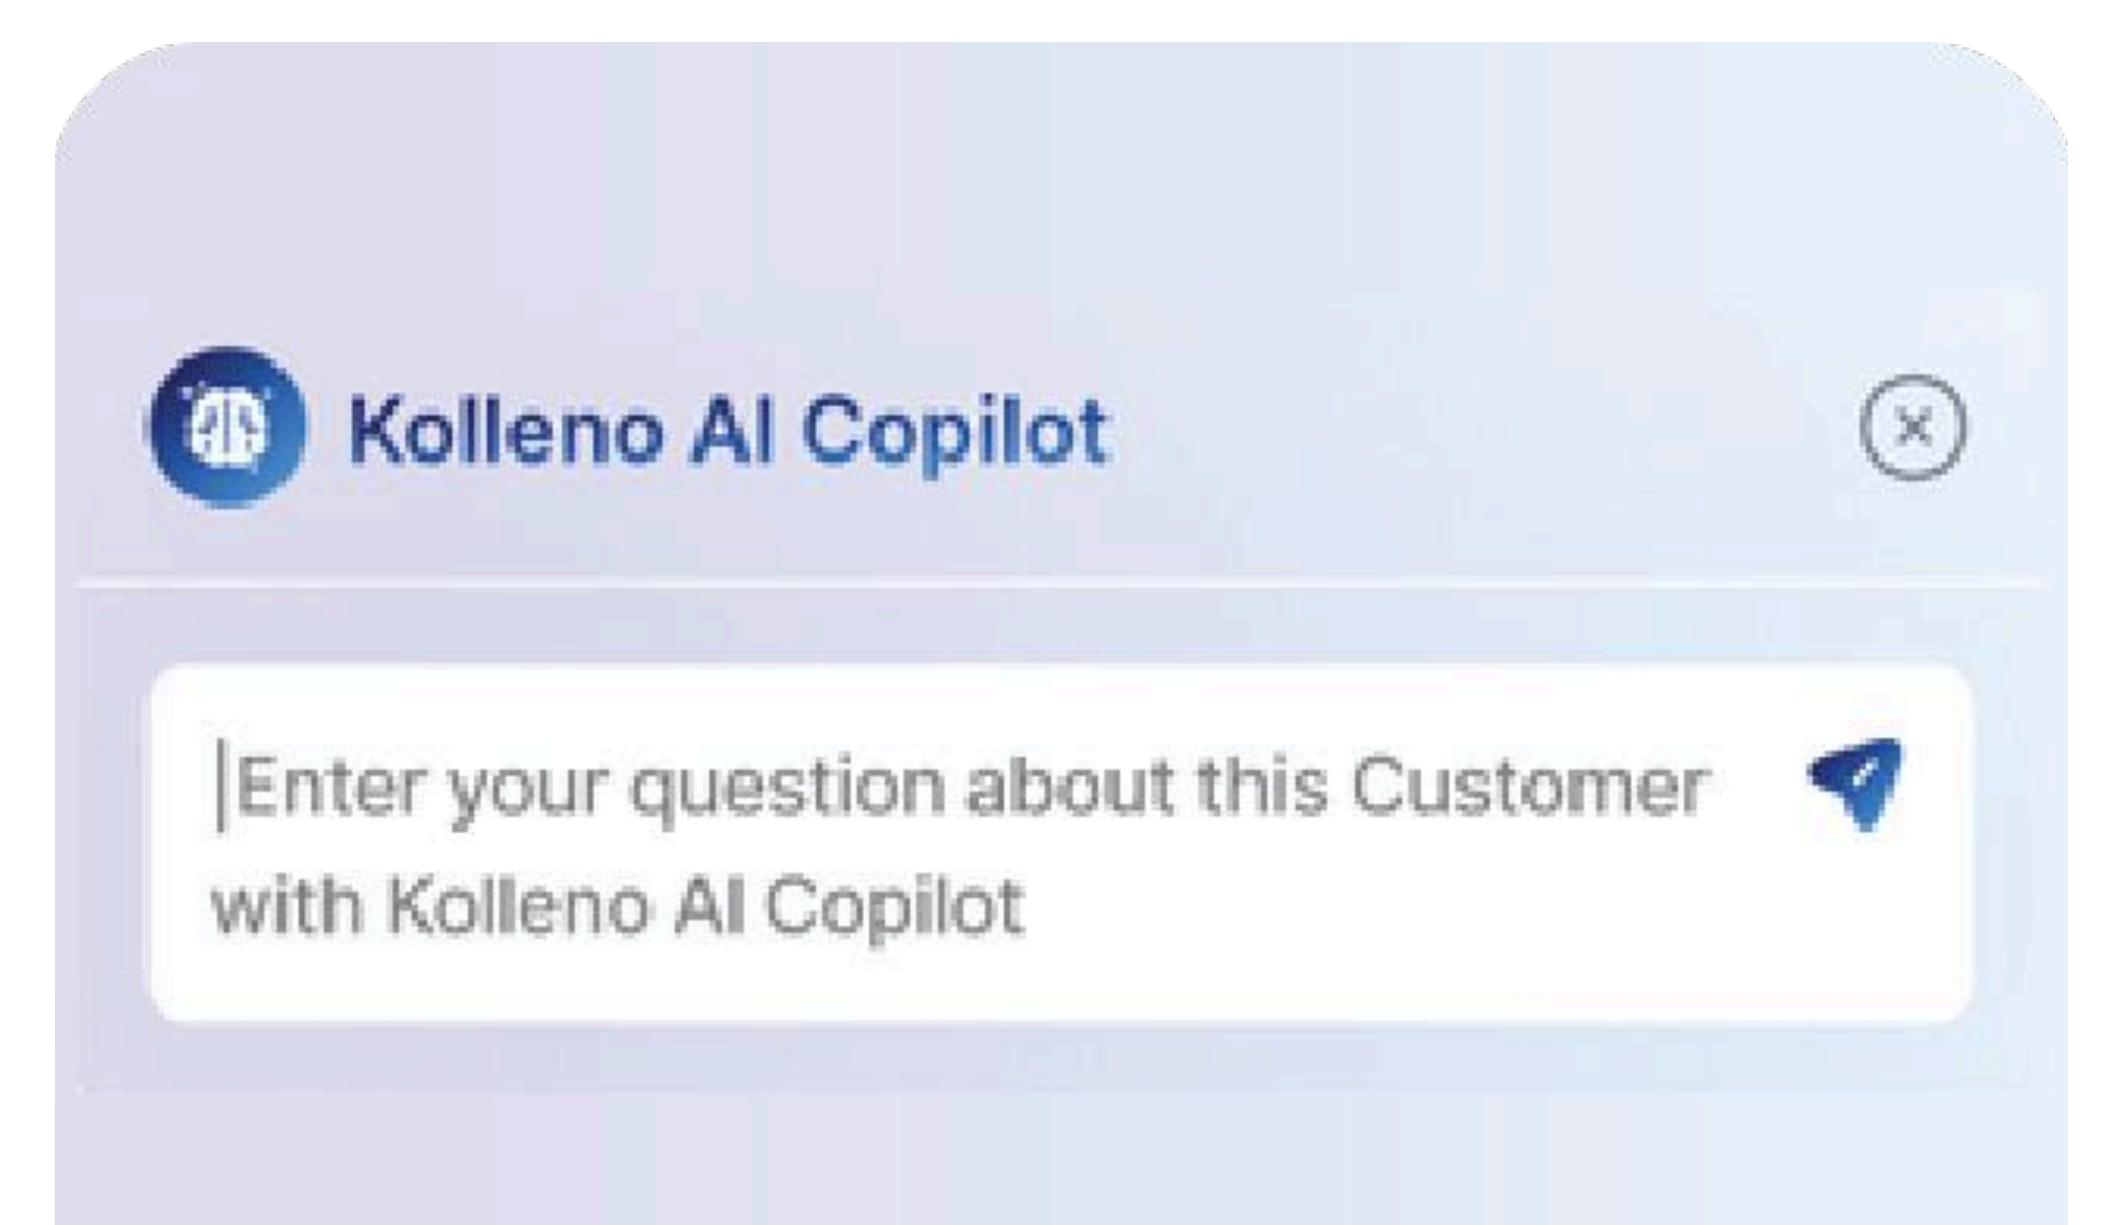 Kolleno AI Copilot
Enter your question about this Customer
with Kolleno AI Copilot